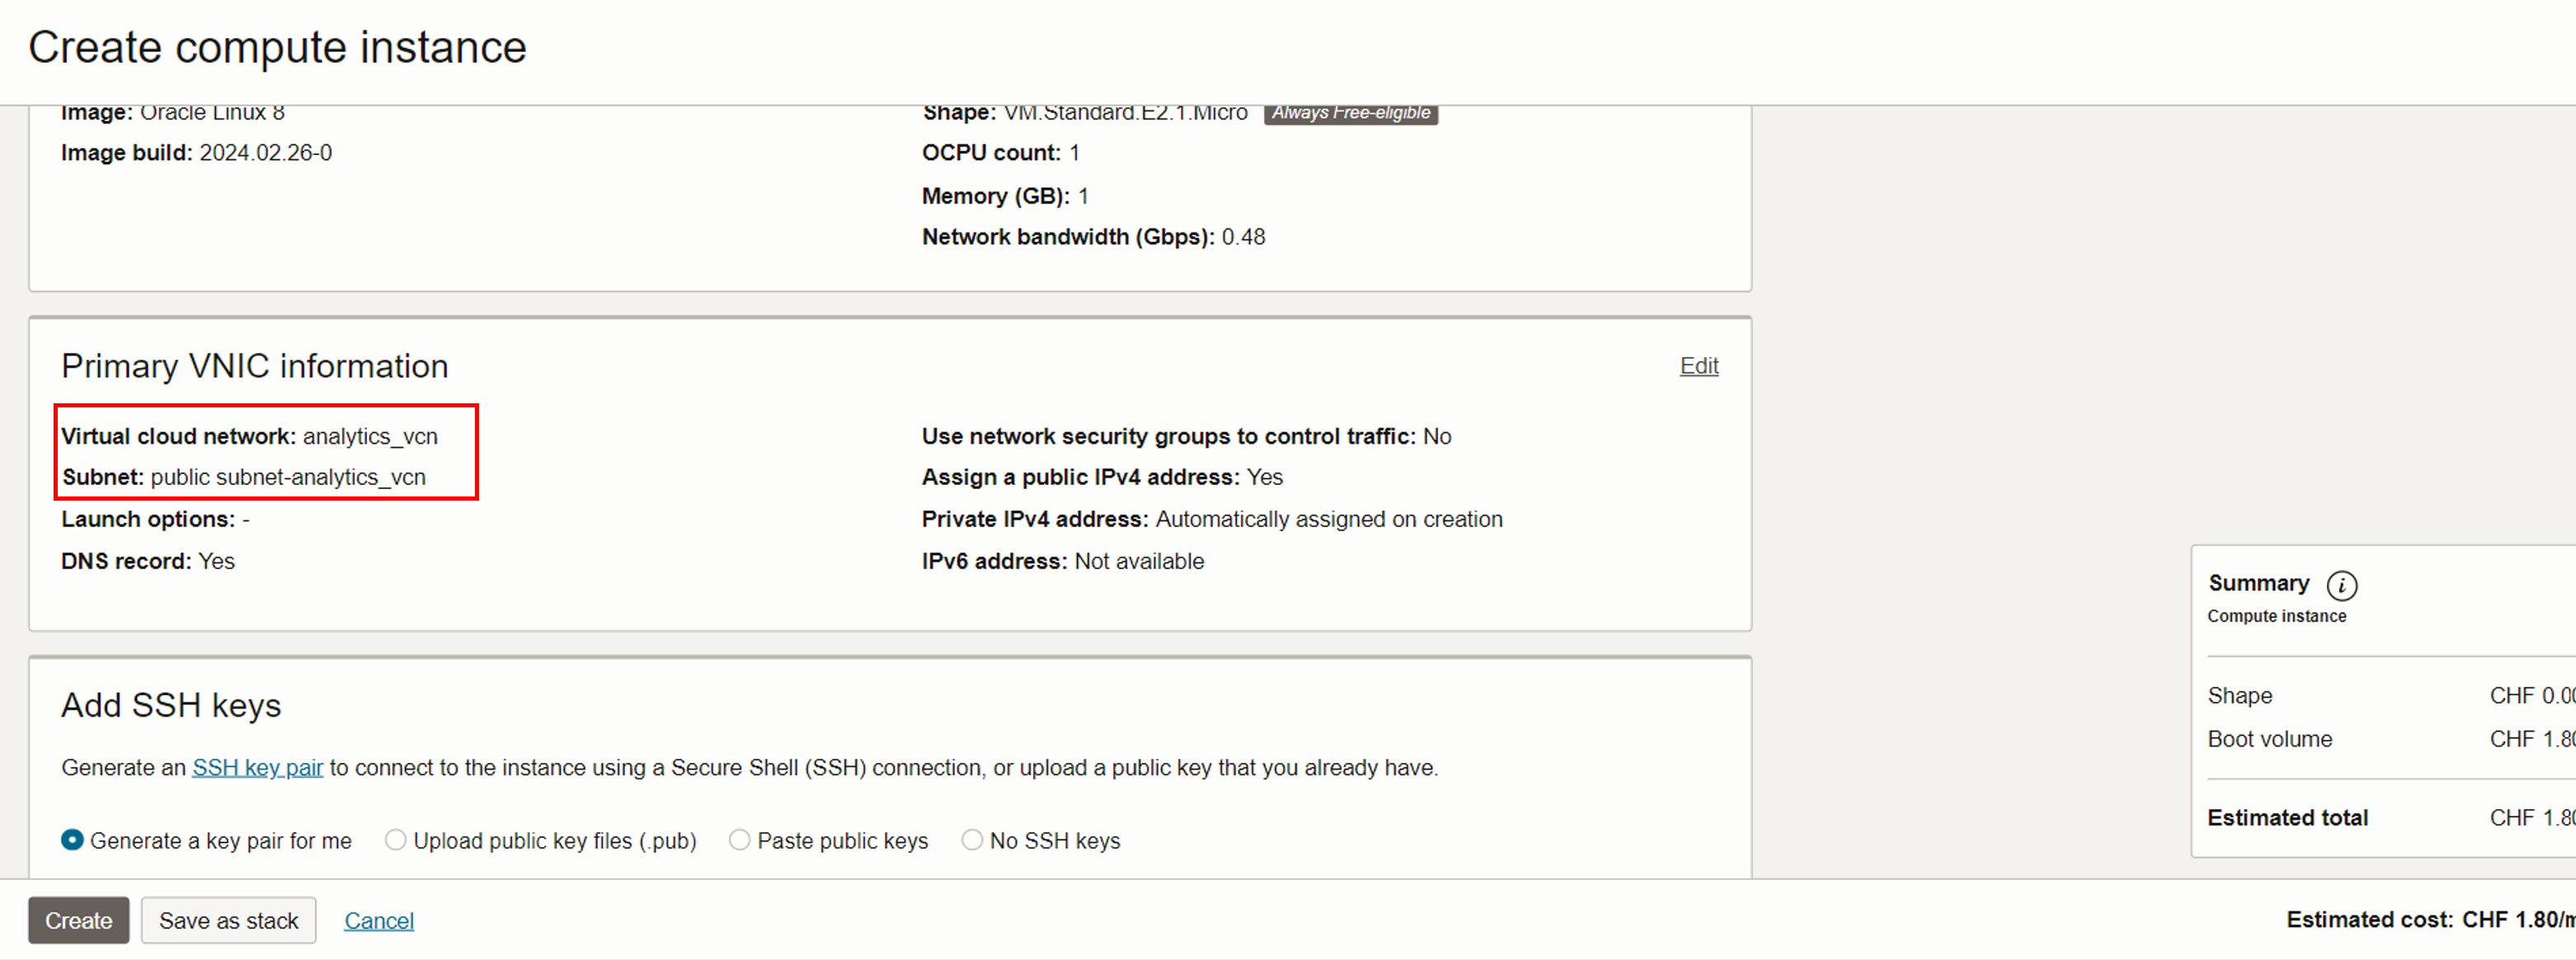 Create compute instance
Image: Oracle Linux 8
Shape: VM.Standard.E2.1.Micro Always Free-eligible
Image build: 2024.02.26-0
OCPU count: 1
Memory (GB): 1
Network bandwidth (Gbps): 0.48
Primary VNIC information
Edit
Virtual cloud network: analytics_vcn
Subnet: public subnet-analytics_vcn
Launch options: -
DNS record: Yes
Use network security groups to control traffic: No
Assign a public IPv4 address: Yes
Private IPv4 address: Automatically assigned on creation
IPv6 address: Not available
Add SSH keys
Generate an SSH key pair to connect to the instance using a Secure Shell (SSH) connection, or upload a public key that you already have.
Generate a key pair for me Upload public key files (.pub) Paste public keys No SSH keys
Summary i
Compute instance
Shape CHF 0.00
Boot volume CHF 1.80
Estimated total CHF 1.80
Create Save as stack Cancel
Estimated cost: CHF 1.80/m